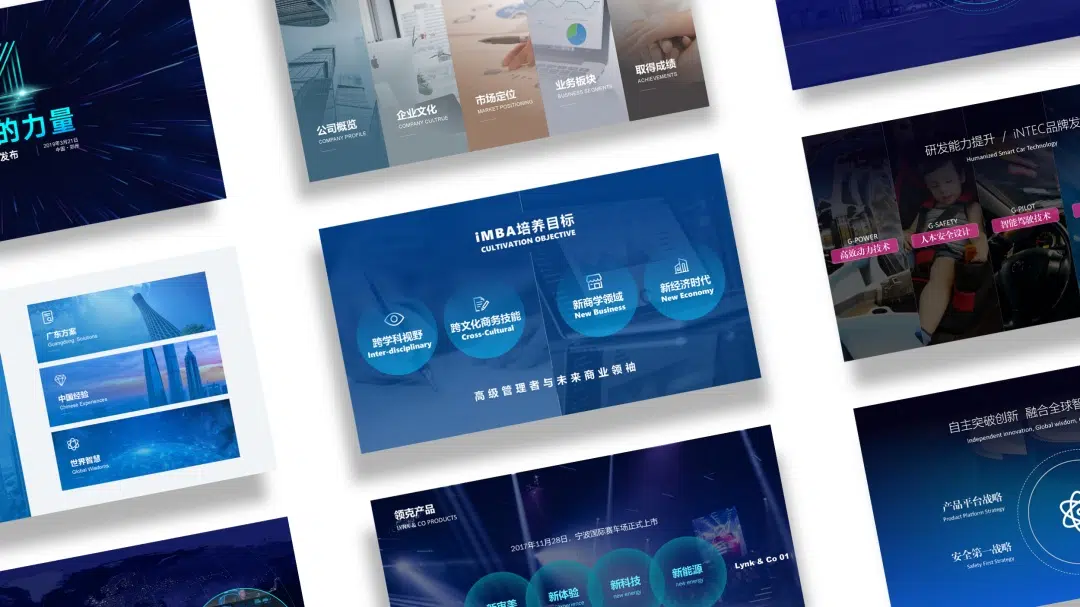 的力量
发布
2019年3月21日
中国·苏州
公司概览
COMPANY PROFILE
企业文化
COMPANY CULTRUE
市场定位
MARKET POSITIONING
业务板块
BUSINESS SEGMENTS
取得成绩
ACHIEVEMENTS
研发能力提升 / iNTEC品牌发
Humanized Smart Car Technology
G-POWER
高效动力技术
G-SAFETY
人本安全设计
G-PILOT
智能驾驶技术
iMBA培养目标
CULTIVATION OBJECTIVE
跨学科视野
Inter-disciplinary
跨文化商务技能
Cross-Cultural
新商学领域
New Business
新经济时代
New Economy
高级管理者与未来商业领袖
广东方案
Guangdong Solutions
中国经验
Chinese Experiences
世界智慧
Global Wisdoms
自主突破创新 融合全球智
Independent innovation, Global wisdom,
产品平台战略
Product Platform Strategy
安全第一战略
Safety First Strategy
领克产品
LYNK & CO PRODUCTS
2017年11月28日，宁波国际赛车场正式上市
新审美
新体验
experience
新科技
new energy
新能源
new energy
Lynk & Co 01